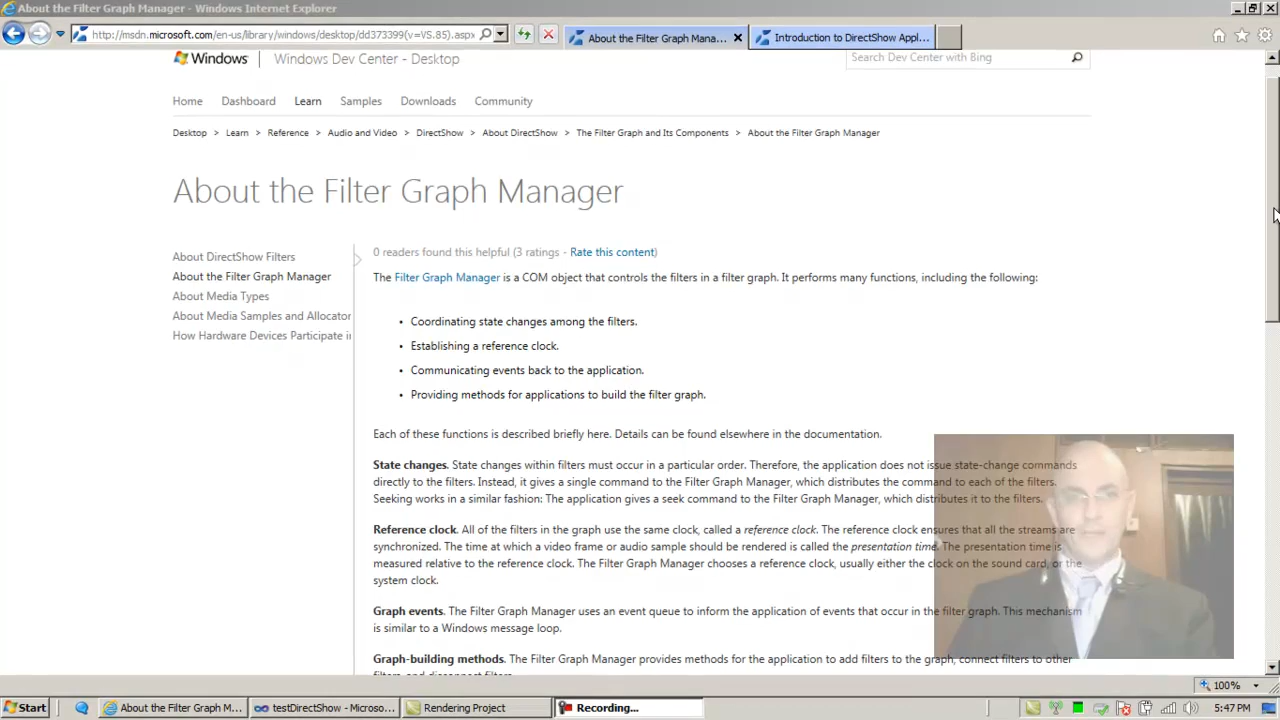 About the Filter Graph Manager - Windows Internet Explorer
http://msdn.microsoft.com/en-us/library/windows/desktop/dd373399(v=VS.85).aspx
About the Filter Graph Mana...
Introduction to DirectShow Appl...
Windows
Windows Dev Center - Desktop
Search Dev Center with Bing
Home Dashboard Learn Samples Downloads Community
Desktop > Learn > Reference > Audio and Video > DirectShow > About DirectShow > The Filter Graph and Its Components > About the Filter Graph Manager
About the Filter Graph Manager
About DirectShow Filters
About the Filter Graph Manager
About Media Types
About Media Samples and Allocator
How Hardware Devices Participate i
0 readers found this helpful (3 ratings - Rate this content)
The Filter Graph Manager is a COM object that controls the filters in a filter graph. It performs many functions, including the following:
• Coordinating state changes among the filters.
• Establishing a reference clock.
• Communicating events back to the application.
• Providing methods for applications to build the filter graph.
Each of these functions is described briefly here. Details can be found elsewhere in the documentation.
State changes. State changes within filters must occur in a particular order. Therefore, the application does not issue state-change commands
directly to the filters. Instead, it gives a single command to the Filter Graph Manager, which distributes the command to each of the filters.
Seeking works in a similar fashion: The application gives a seek command to the Filter Graph Manager, which distributes it to the filters.
Reference clock. All of the filters in the graph use the same clock, called a reference clock. The reference clock ensures that all the streams are
synchronized. The time at which a video frame or audio sample should be rendered is called the presentation time. The presentation time is
measured relative to the reference clock. The Filter Graph Manager chooses a reference clock, usually either the clock on the sound card, or the
system clock.
Graph events. The Filter Graph Manager uses an event queue to inform the application of events that occur in the filter graph. This mechanism
is similar to a Windows message loop.
Graph-building methods. The Filter Graph Manager provides methods for the application to add filters to the graph, connect filters to other
filters, and disconnect filters.
100%
Start
About the Filter Graph M...
testDirectShow - Microso...
Rendering Project
Recording...
5:47 PM